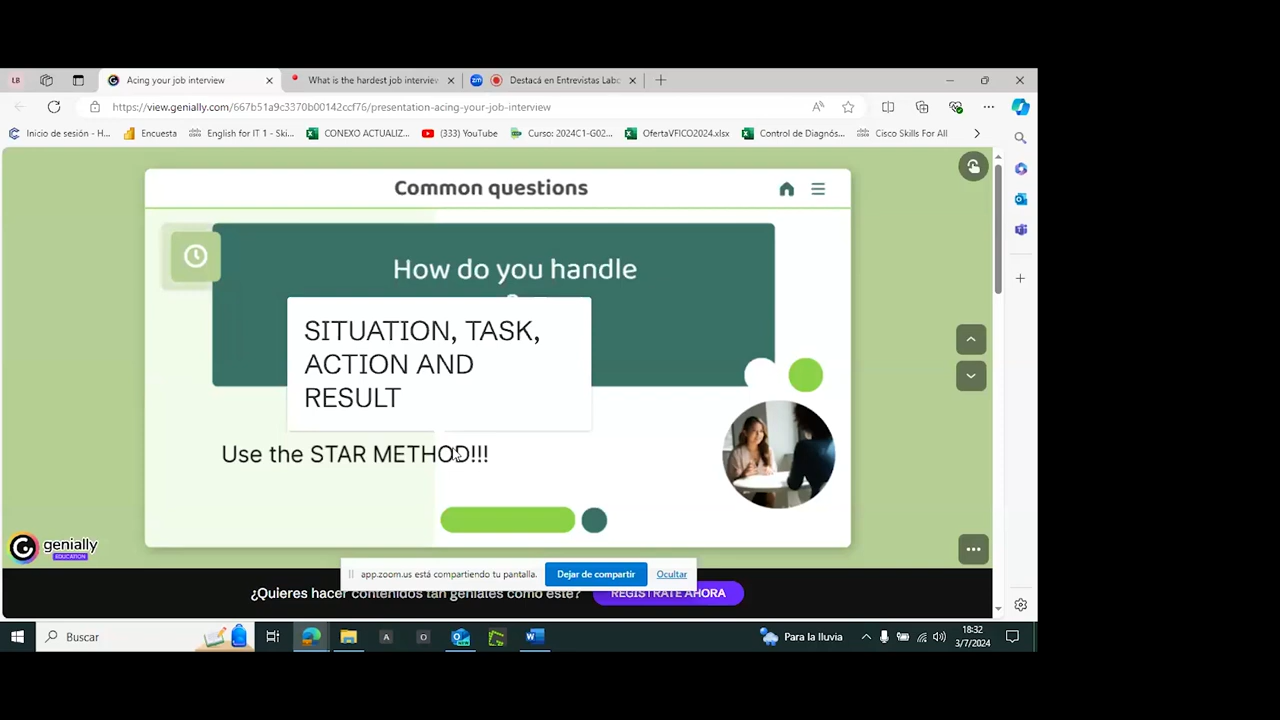 LB
Acing your job interview
What is the hardest job interview
Destacá en Entrevistas Labo
https://view.genially.com/667b51a9c3370b00142ccf76/presentation-acing-your-job-interview
Inicio de sesión - H...
Encuesta
English for IT 1 - Ski...
CONEXO ACTUALIZ...
(333) YouTube
Curso: 2024C1-G02...
OfertaVFICO2024.xlsx
Control de Diagnós...
Cisco Skills For All
Common questions
How do you handle
SITUATION, TASK,
ACTION AND
RESULT
Use the STAR METHOD!!!
genially
EDUCATION
app.zoom.us está compartiendo tu pantalla.
Dejar de compartir
Ocultar
¿Quieres hacer contenidos tan geniales como este?
REGÍSTRATE AHORA
Buscar
Para la lluvia
18:32
3/7/2024